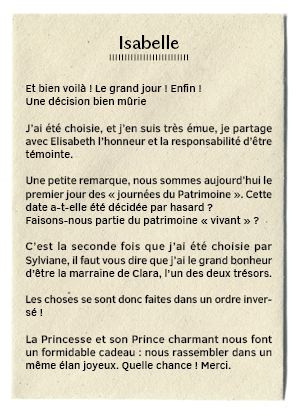 Isabelle
Et bien voilà ! Le grand jour ! Enfin !
Une décision bien mûrie
J'ai été choisie, et j'en suis très émue, je partage
avec Elisabeth l'honneur et la responsabilité d'être
témointe.
Une petite remarque, nous sommes aujourd'hui le
premier jour des « journées du Patrimoine ». Cette
date a-t-elle été décidée par hasard ?
Faisons-nous partie du patrimoine « vivant » ?
C'est la seconde fois que j'ai été choisie par
Sylviane, il faut vous dire que j'ai le grand bonheur
d'être la marraine de Clara, l'un des deux trésors.
Les choses se sont donc faites dans un ordre inver-
sé !
La Princesse et son Prince charmant nous font
un formidable cadeau : nous rassembler dans un
même élan joyeux. Quelle chance ! Merci.